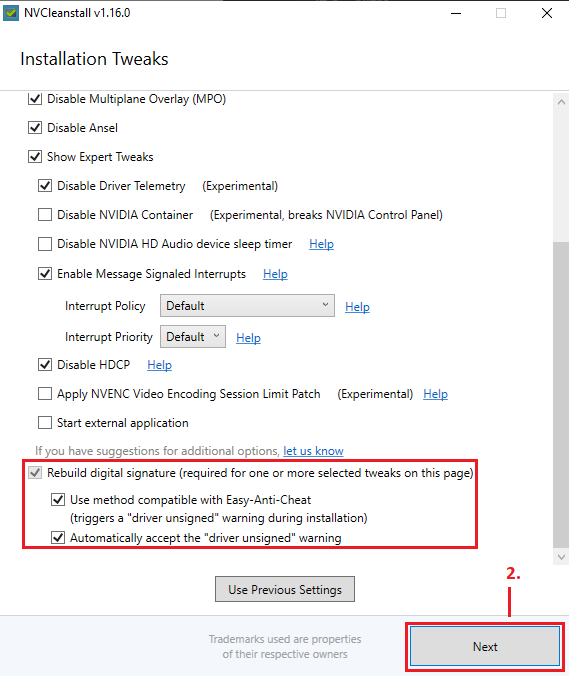 NVCleanstall v1.16.0
Installation Tweaks
Disable Multiplane Overlay (MPO)
Disable Ansel
Show Expert Tweaks
Disable Driver Telemetry (Experimental)
Disable NVIDIA Container (Experimental, breaks NVIDIA Control Panel)
Disable NVIDIA HD Audio device sleep timer Help
Enable Message Signaled Interrupts Help
Interrupt Policy Default Help
Interrupt Priority Default Help
Disable HDCP Help
Apply NVENC Video Encoding Session Limit Patch (Experimental) Help
Start external application
If you have suggestions for additional options, let us know
Rebuild digital signature (required for one or more selected tweaks on this page)
Use method compatible with Easy-Anti-Cheat
(triggers a "driver unsigned" warning during installation)
Automatically accept the "driver unsigned" warning
2.
Use Previous Settings
Trademarks used are properties
of their respective owners
Next